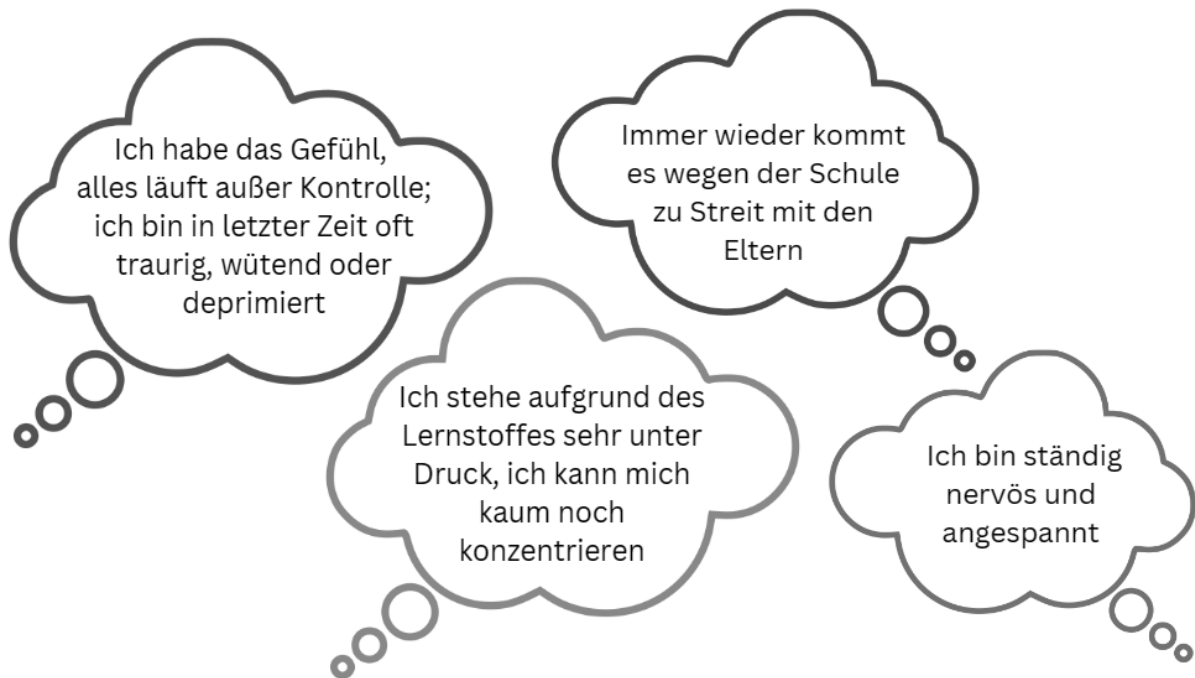 Ich habe das Gefühl,
alles läuft außer Kontrolle;
ich bin in letzter Zeit oft
traurig, wütend oder
deprimiert
Immer wieder kommt
es wegen der Schule
zu Streit mit den
Eltern
Ich stehe aufgrund des
Lernstoffes sehr unter
Druck, ich kann mich
kaum noch
konzentrieren
Ich bin ständig
nervös und
angespannt